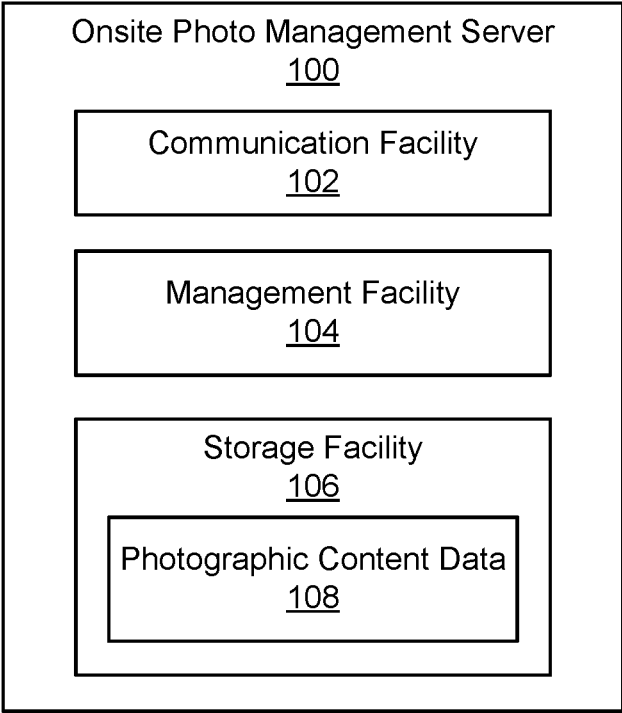 Onsite Photo Management Server
100
Communication Facility
102
Management Facility
104
Storage Facility
106
Photographic Content Data
108